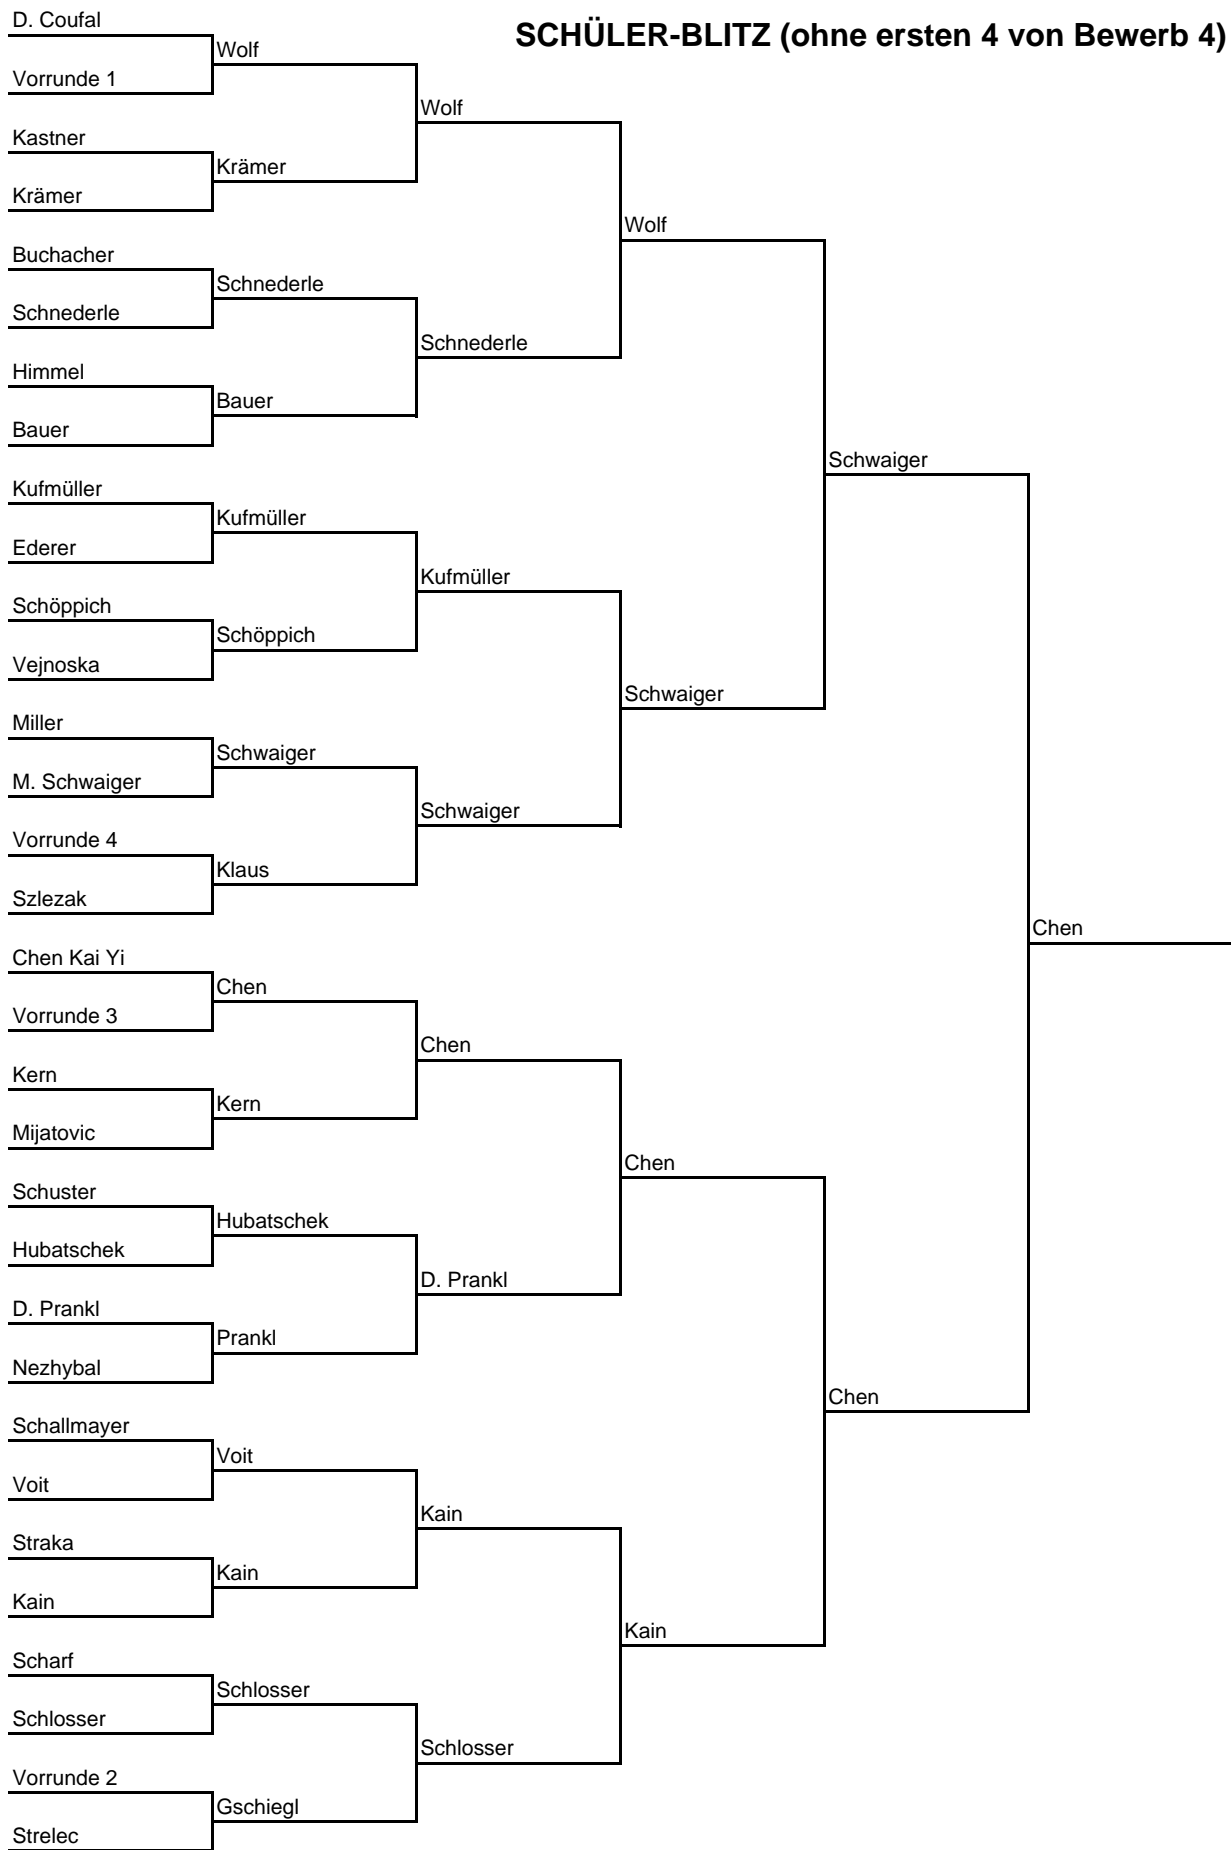 SCHÜLER-BLITZ (ohne ersten 4 von Bewerb 4)
D. Coufal
Wolf
Vorrunde 1
Wolf
Kastner
Krämer
Krämer
Wolf
Buchacher
Schnederle
Schnederle
Schnederle
Himmel
Bauer
Bauer
Schwaiger
Kufmüller
Kufmüller
Ederer
Kufmüller
Schöppich
Schöppich
Vejnoska
Schwaiger
Miller
Schwaiger
M. Schwaiger
Schwaiger
Vorrunde 4
Klaus
Szlezak
Chen
Chen Kai Yi
Chen
Vorrunde 3
Chen
Kern
Kern
Mijatovic
Chen
Schuster
Hubatschek
Hubatschek
D. Prankl
D. Prankl
Prankl
Nezhybal
Chen
Schallmayer
Voit
Voit
Kain
Straka
Kain
Kain
Kain
Scharf
Schlosser
Schlosser
Schlosser
Vorrunde 2
Gschiegl
Strelec